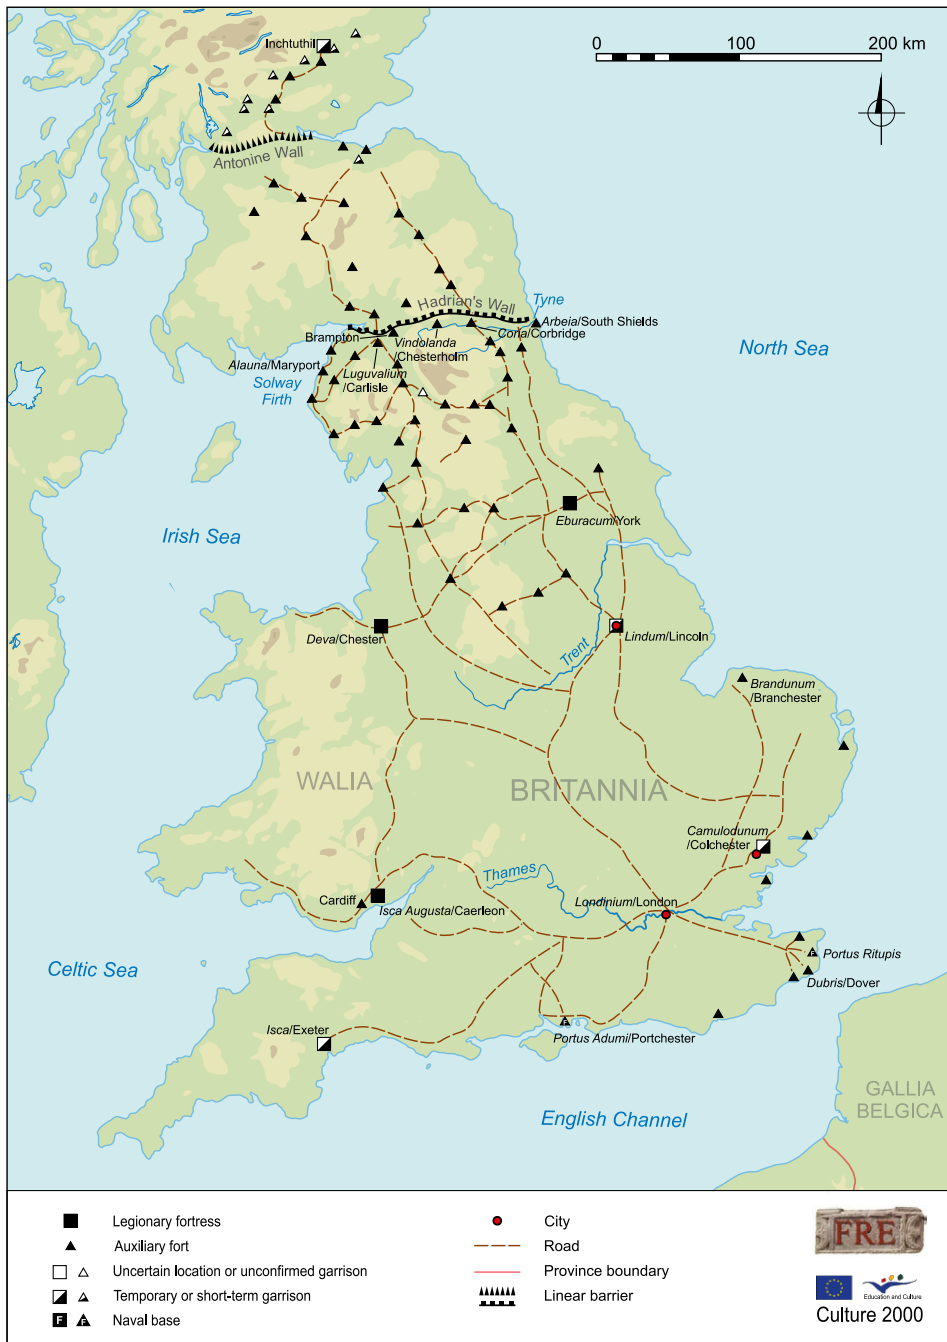 Inchtuthil
0 100 200 km
Antonine Wall
Hadrian's Wall
Tyne
Arbeia/South Shields
Brampton
Vindolanda
/Chesterholm
Coria/Corbridge
North Sea
Alauna/Maryport
Luguvalium
/Carlisle
Solway
Firth
Eburacum/York
Irish Sea
Deva/Chester
Lindum/Lincoln
Trent
Brandunum
/Branchester
WALIA
BRITANNIA
Camulodunum
/Colchester
Thames
Cardiff
Isca Augusta/Caerleon
Londinium/London
Portus Ritupis
F
Celtic Sea
Dubris/Dover
Isca/Exeter
F
Portus Adurni/Portchester
GALLIA
BELGICA
English Channel
Legionary fortress
Auxiliary fort
Uncertain location or unconfirmed garrison
Temporary or short-term garrison
F F Naval base
City
Road
Province boundary
Linear barrier
FRE
Education and Culture
Culture 2000